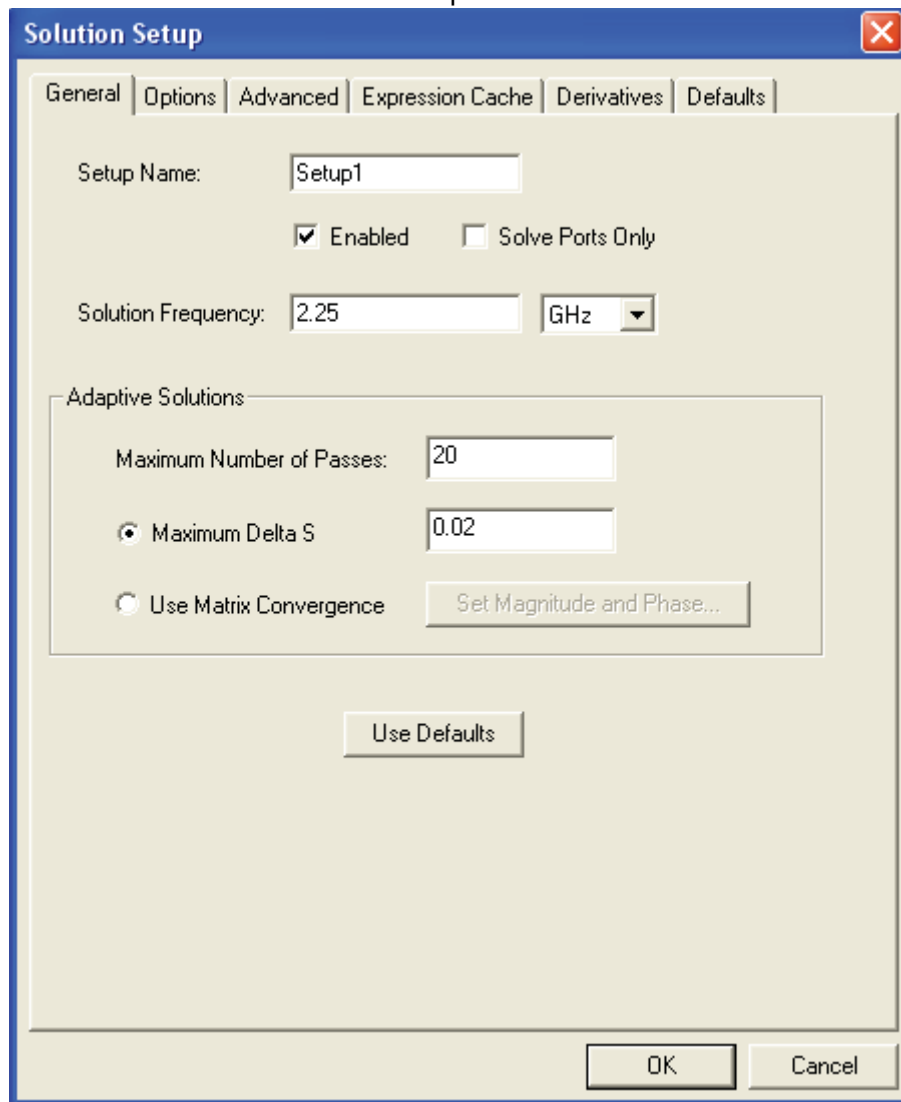 Solution Setup
General Options Advanced Expression Cache Derivatives Defaults
Setup Name: Setup1
Enabled Solve Ports Only
Solution Frequency: 2.25 GHz
Adaptive Solutions
Maximum Number of Passes: 20
Maximum Delta S 0.02
Use Matrix Convergence Set Magnitude and Phase...
Use Defaults
OK Cancel